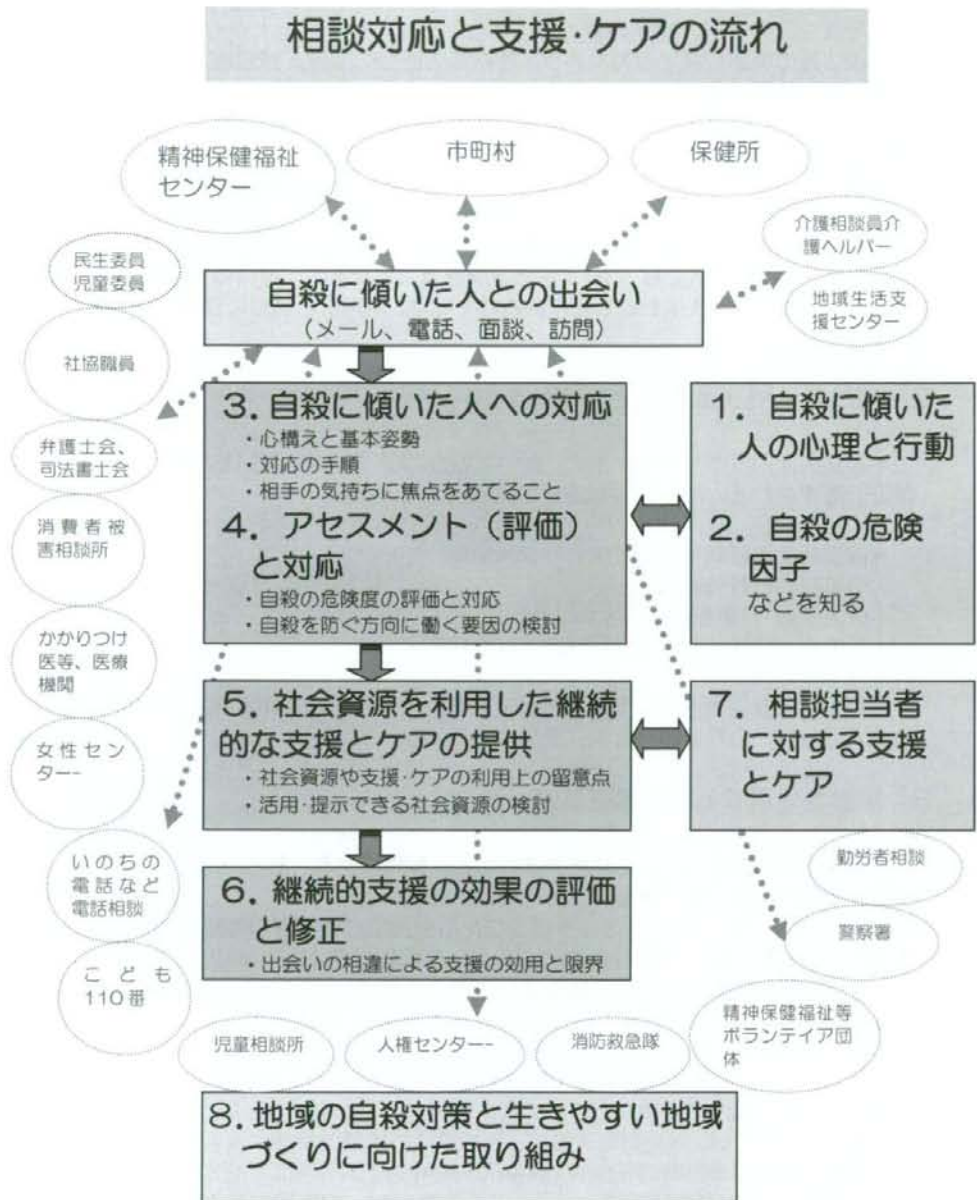 相談対応と支援・ケアの流れ
精神保健福祉
センター
市町村
保健所
介護相談員介
護ヘルパー
地域生活支
援センター
民生委員
児童委員
社協職員
弁護士会、
司法書士会
消費者被
害相談所
かかりつけ
医等、医療
機関
女性セン
ター-
いのちの
電話など
電話相談
こども
110番
自殺に傾いた人との出会い
（メール、電話、面談、訪問）
3．自殺に傾いた人への対応
・心構えと基本姿勢
・対応の手順
・相手の気持ちに焦点をあてること
4．アセスメント（評価）
と対応
・自殺の危険度の評価と対応
・自殺を防ぐ方向に働く要因の検討
1．自殺に傾いた
人の心理と行動
2．自殺の危険
因子
などを知る
5．社会資源を利用した継続
的な支援とケアの提供
・社会資源や支援・ケアの利用上の留意点
・活用・提示できる社会資源の検討
7．相談担当者
に対する支援
とケア
6．継続的支援の効果の評価
と修正
・出会いの相違による支援の効用と限界
勤労者相談
警察署
精神保健福祉等
ボランテイア団
体
児童相談所
人権センター-
消防救急隊
8．地域の自殺対策と生きやすい地域
づくりに向けた取り組み